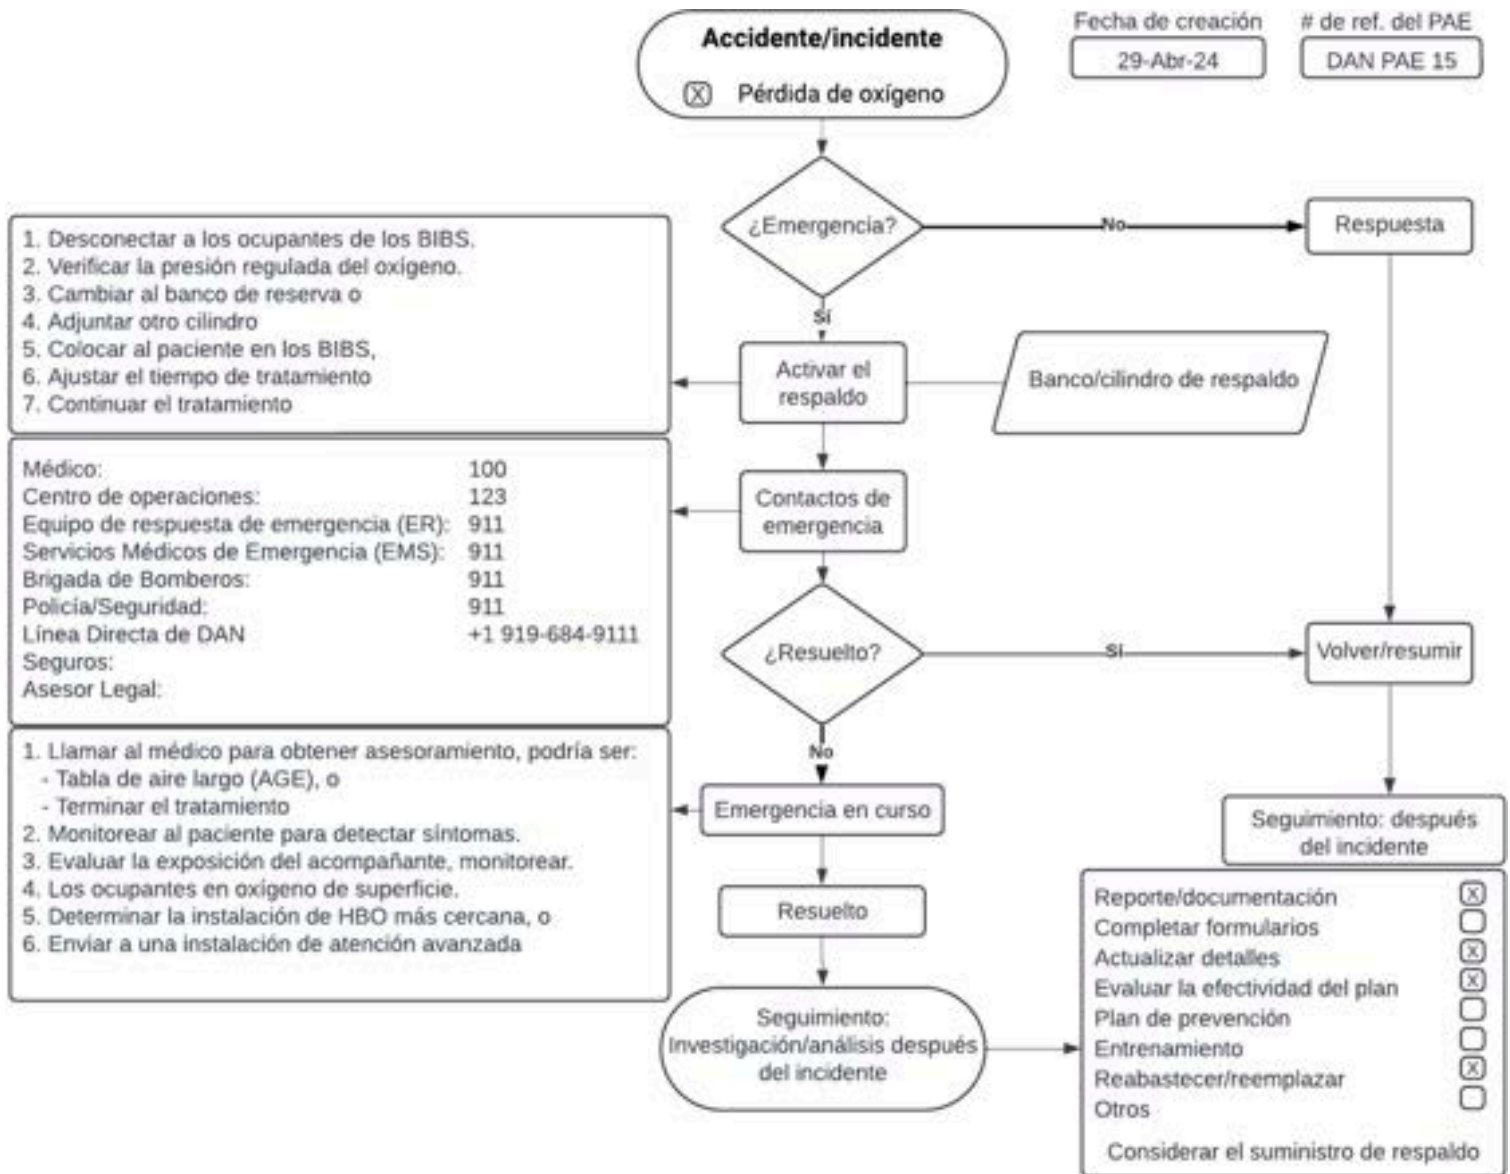 Accidente/incidente
Pérdida de oxígeno
Fecha de creación
29-Abr-24
# de ref. del PAE
DAN PAE 15
¿Emergencia?
No
Respuesta
Sí
1. Desconectar a los ocupantes de los BIBS.
2. Verificar la presión regulada del oxígeno.
3. Cambiar al banco de reserva o
4. Adjuntar otro cilindro
5. Colocar al paciente en los BIBS,
6. Ajustar el tiempo de tratamiento
7. Continuar el tratamiento
Activar el
respaldo
Banco/cilindro de respaldo
Médico: 100
Centro de operaciones: 123
Equipo de respuesta de emergencia (ER): 911
Servicios Médicos de Emergencia (EMS): 911
Brigada de Bomberos: 911
Policía/Seguridad: 911
Línea Directa de DAN +1 919-684-9111
Seguros:
Asesor Legal:
Contactos de
emergencia
¿Resuelto?
Sí
Volver/resumir
No
1. Llamar al médico para obtener asesoramiento, podría ser:
- Tabla de aire largo (AGE), o
- Terminar el tratamiento
2. Monitorear al paciente para detectar síntomas.
3. Evaluar la exposición del acompañante, monitorear.
4. Los ocupantes en oxígeno de superficie.
5. Determinar la instalación de HBO más cercana, o
6. Enviar a una instalación de atención avanzada
Emergencia en curso
Resuelto
Seguimiento:
Investigación/análisis después
del incidente
Seguimiento: después
del incidente
Reporte/documentación X
Completar formularios
Actualizar detalles X
Evaluar la efectividad del plan X
Plan de prevención
Entrenamiento
Reabastecer/reemplazar X
Otros
Considerar el suministro de respaldo